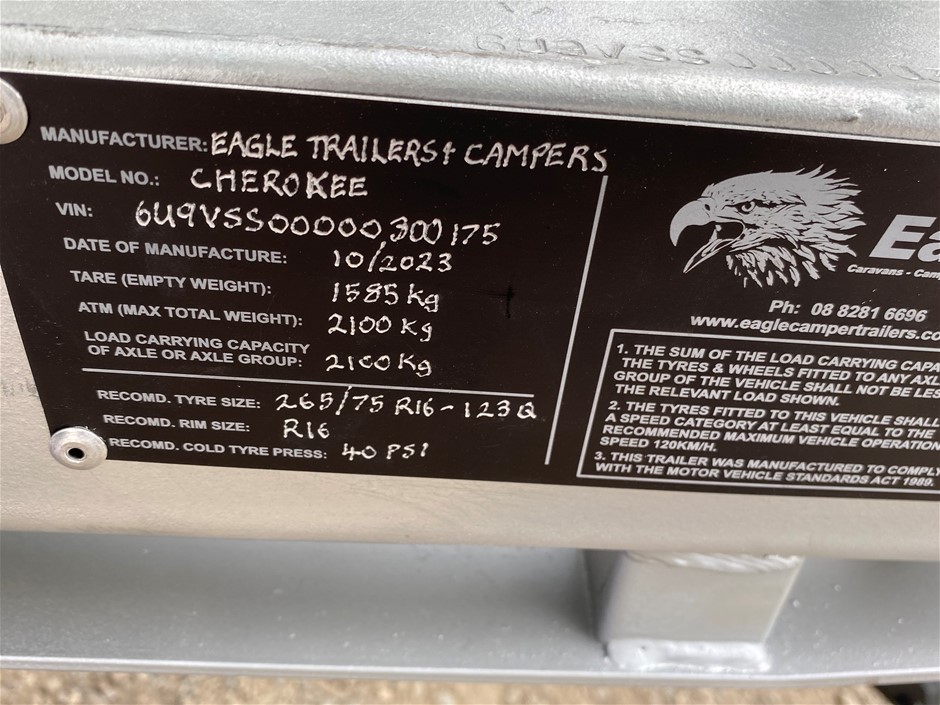 MANUFACTURER: EAGLE TRAILERS & CAMPERS
MODEL NO.: CHEROKEE
VIN: 6U9VSS00000300175
DATE OF MANUFACTURE: 10/2023
TARE (EMPTY WEIGHT): 1585 kg
ATM (MAX TOTAL WEIGHT): 2100 kg
LOAD CARRYING CAPACITY
OF AXLE OR AXLE GROUP: 2100 kg
RECOMD. TYRE SIZE: 265/75 R16-123Q
RECOMD. RIM SIZE: R16
RECOMD. COLD TYRE PRESS: 40 PSI
Ea
Caravans - Cam
Ph: 08 8281 6696
www.eaglecampertrailers.co
1. THE SUM OF THE LOAD CARRYING CAPA
THE TYRES & WHEELS FITTED TO ANY AXL
GROUP OF THE VEHICLE SHALL NOT BE LES
THE RELEVANT LOAD SHOWN.
2. THE TYRES FITTED TO THIS VEHICLE SHALL
A SPEED CATEGORY AT LEAST EQUAL TO THE
RECOMMENDED MAXIMUM VEHICLE OPERATION
SPEED 120KM/H.
3. THIS TRAILER WAS MANUFACTURED TO COMPLY
WITH THE MOTOR VEHICLE STANDARDS ACT 1989.